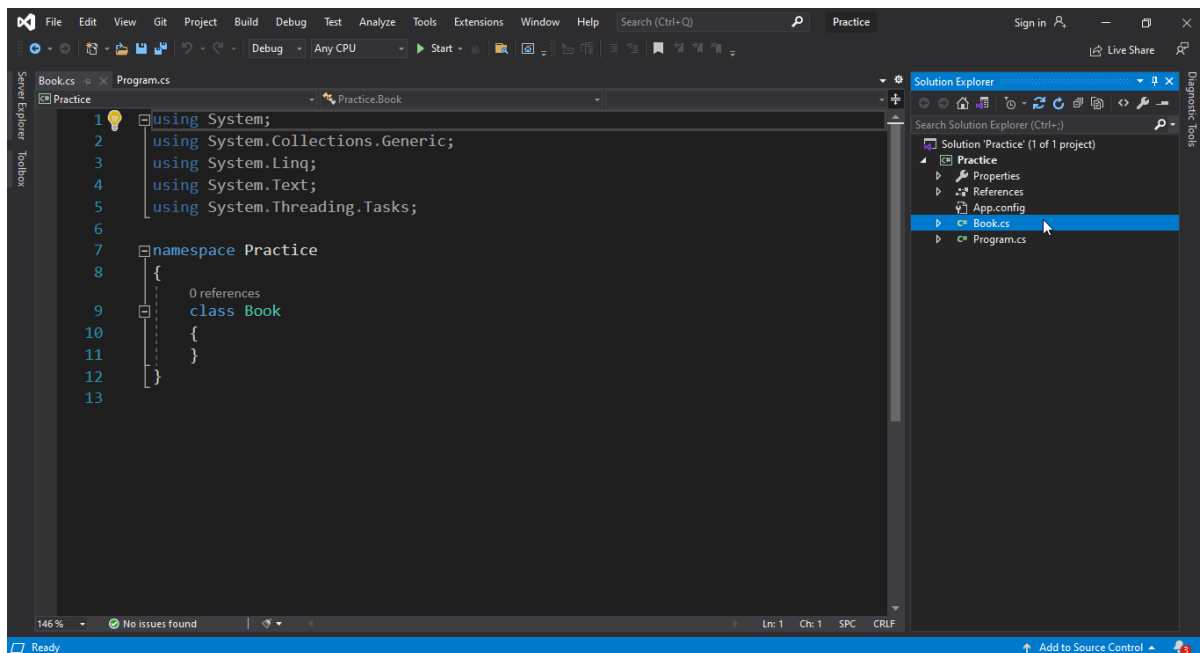 File Edit View Git Project Build Debug Test Analyze Tools Extensions Window Help Search (Ctrl+Q) Practice Sign in
Debug Any CPU Start Live Share
Server Explorer
Toolbox
Book.cs Program.cs
Practice Practice.Book
1 using System;
2 using System.Collections.Generic;
3 using System.Linq;
4 using System.Text;
5 using System.Threading.Tasks;
6
7 namespace Practice
8 {
0 references
9 class Book
10 {
11 }
12 }
13
146 % No issues found Ln: 1 Ch: 1 SPC CRLF
Solution Explorer
Search Solution Explorer (Ctrl+;)
Solution 'Practice' (1 of 1 project)
C# Practice
Properties
References
App.config
C# Book.cs
C# Program.cs
Diagnostic Tools
Ready Add to Source Control 3